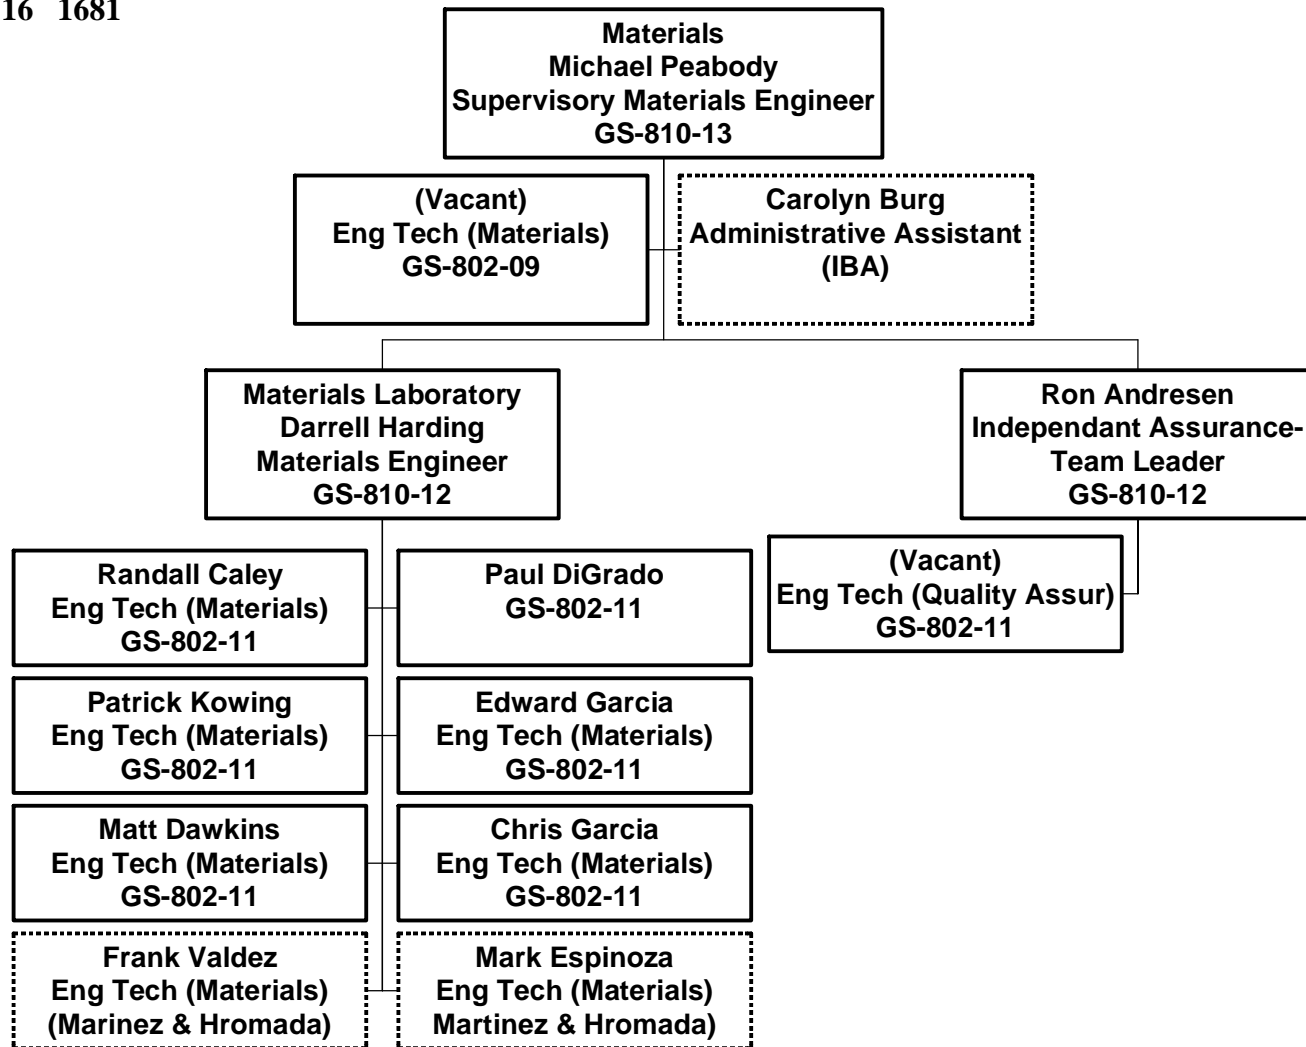 16 1681
Materials
Michael Peabody
Supervisory Materials Engineer
GS-810-13
(Vacant)
Eng Tech (Materials)
GS-802-09
Carolyn Burg
Administrative Assistant
(IBA)
Materials Laboratory
Darrell Harding
Materials Engineer
GS-810-12
Ron Andresen
Independant Assurance-
Team Leader
GS-810-12
Randall Caley
Eng Tech (Materials)
GS-802-11
Paul DiGrado
GS-802-11
(Vacant)
Eng Tech (Quality Assur)
GS-802-11
Patrick Kowing
Eng Tech (Materials)
GS-802-11
Edward Garcia
Eng Tech (Materials)
GS-802-11
Matt Dawkins
Eng Tech (Materials)
GS-802-11
Chris Garcia
Eng Tech (Materials)
GS-802-11
Frank Valdez
Eng Tech (Materials)
(Marinez & Hromada)
Mark Espinoza
Eng Tech (Materials)
Martinez & Hromada)